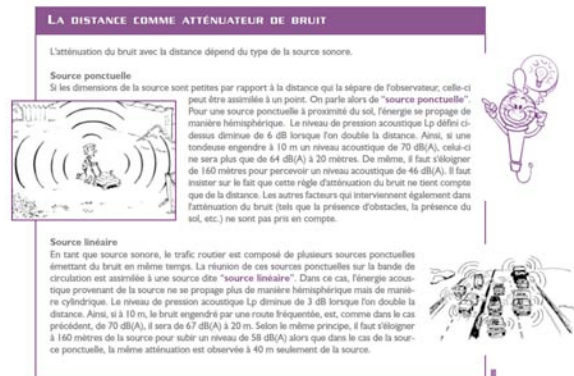 LA DISTANCE COMME ATTÉNUATEUR DE BRUIT
L'atténuation du bruit avec la distance dépend du type de la source sonore.
Source ponctuelle
Si les dimensions de la source sont petites par rapport à la distance qui la sépare de l'observateur, celle-ci
peut être assimilée à un point. On parle alors de "source ponctuelle".
Pour une source ponctuelle à proximité du sol, l'énergie se propage de
manière hémisphérique. Le niveau de pression acoustique Lp défini ci-
dessus diminue de 6 dB lorsque l'on double la distance. Ainsi, si une
tondeuse engendre à 10 m un niveau acoustique de 70 dB(A), celui-ci
ne sera plus que de 64 dB(A) à 20 mètres. De même, il faut s'éloigner
de 160 mètres pour percevoir un niveau acoustique de 46 dB(A). Il faut
insister sur le fait que cette règle d'atténuation du bruit ne tient compte
que de la distance. Les autres facteurs qui interviennent également dans
l'atténuation du bruit (tels que la présence d'obstacles, la présence du
sol, etc.) ne sont pas pris en compte.
Source linéaire
En tant que source sonore, le trafic routier est composé de plusieurs sources ponctuelles
émettant du bruit en même temps. La réunion de ces sources ponctuelles sur la bande de
circulation est assimilée à une source dite "source linéaire". Dans ce cas, l'énergie acous-
tique provenant de la source ne se propage plus de manière hémisphérique mais de maniè-
re cylindrique. Le niveau de pression acoustique Lp diminue de 3 dB lorsque l'on double la
distance. Ainsi, si à 10 m, le bruit engendré par une route fréquentée, est, comme dans le cas
précédent, de 70 dB(A), il sera de 67 dB(A) à 20 m. Selon le même principe, il faut s'éloigner
à 160 mètres de la source pour subir un niveau de 58 dB(A) alors que dans le cas de la sour-
ce ponctuelle, la même atténuation est observée à 40 m seulement de la source.